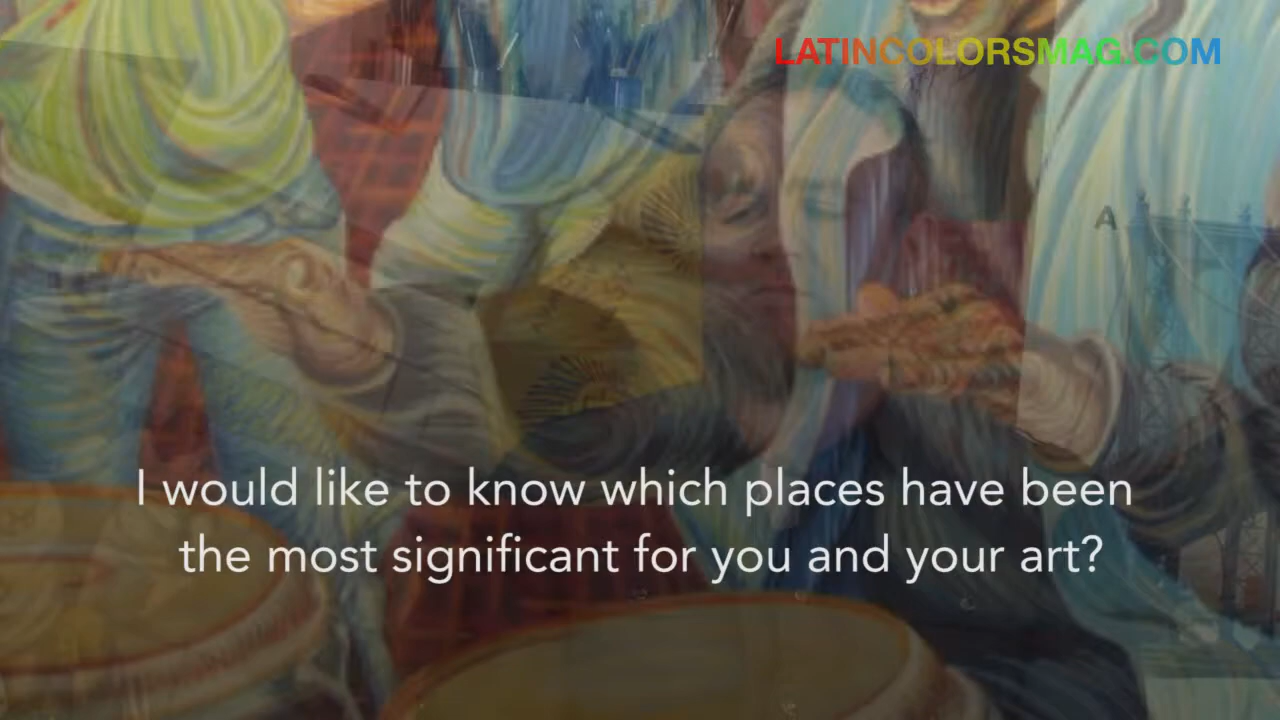 LATINCOLORSMAG.COM
A
I would like to know which places have been
the most significant for you and your art?